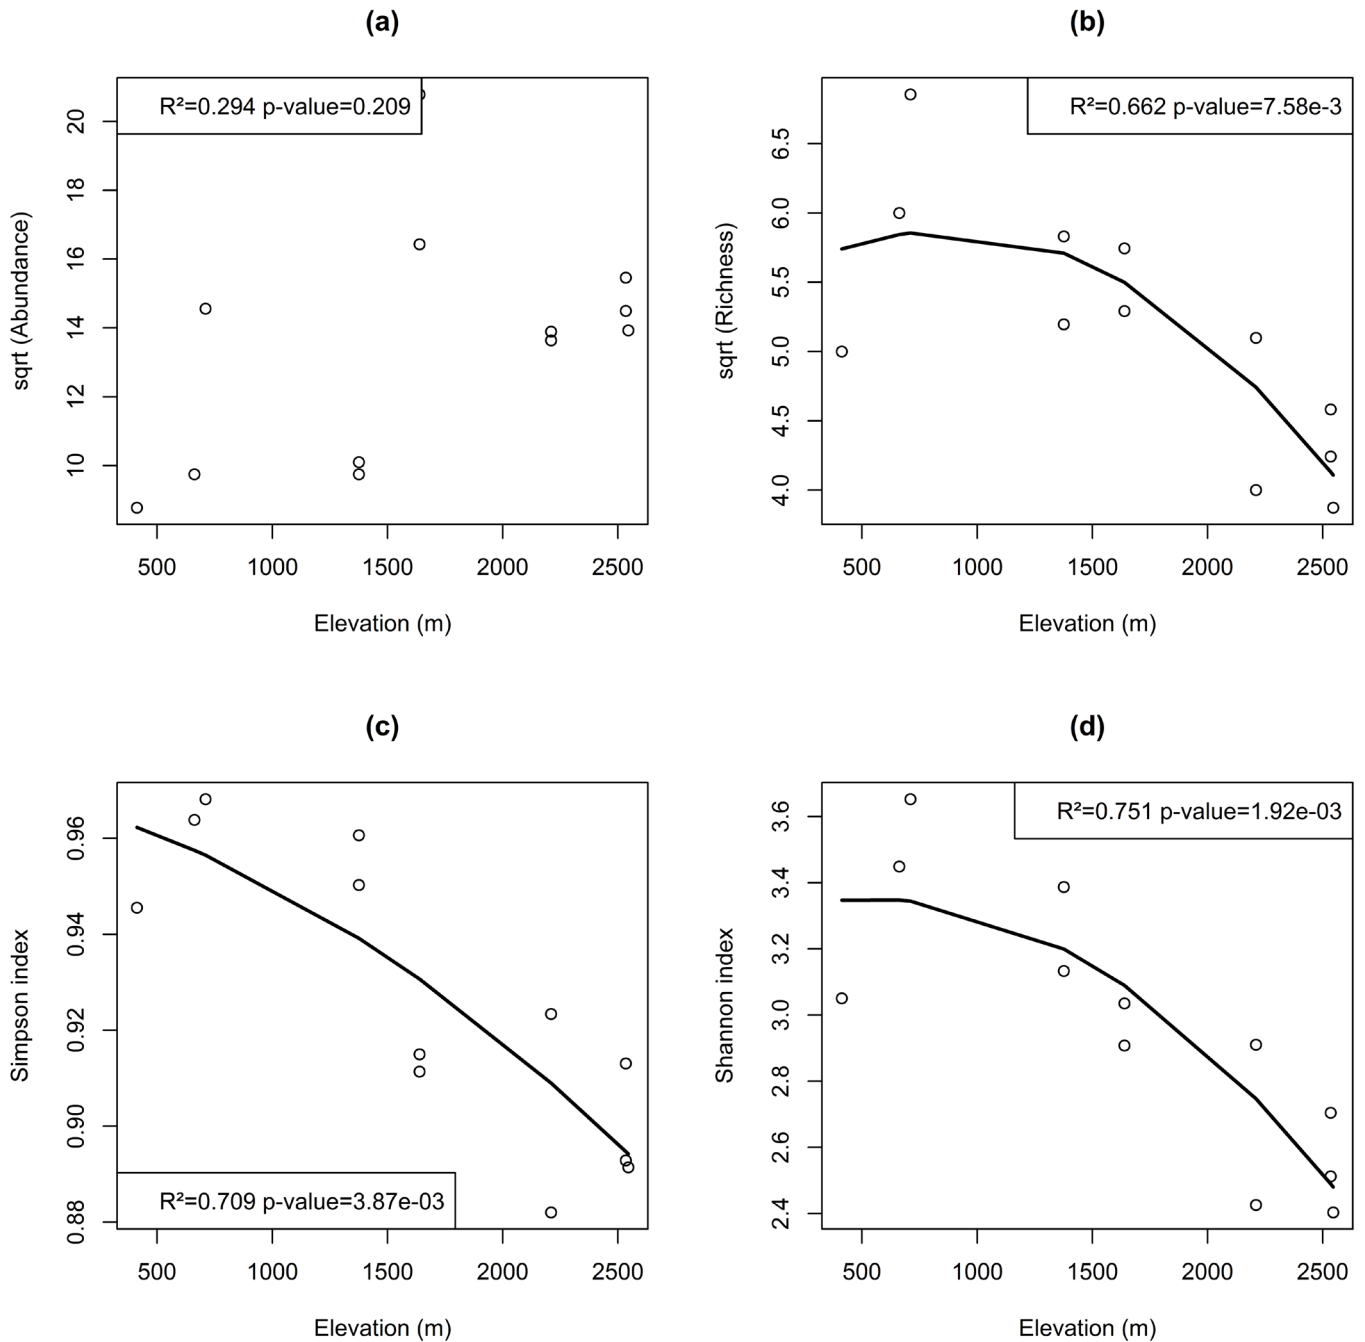 (a)
R²=0.294 p-value=0.209
sqrt (Abundance)
20
18
16
14
12
10
500 1000 1500 2000 2500
Elevation (m)
(b)
R²=0.662 p-value=7.58e-3
sqrt (Richness)
6.5
6.0
5.5
5.0
4.5
4.0
500 1000 1500 2000 2500
Elevation (m)
(c)
Simpson index
0.96
0.94
0.92
0.90
0.88
R²=0.709 p-value=3.87e-03
500 1000 1500 2000 2500
Elevation (m)
(d)
R²=0.751 p-value=1.92e-03
Shannon index
3.6
3.4
3.2
3.0
2.8
2.6
2.4
500 1000 1500 2000 2500
Elevation (m)